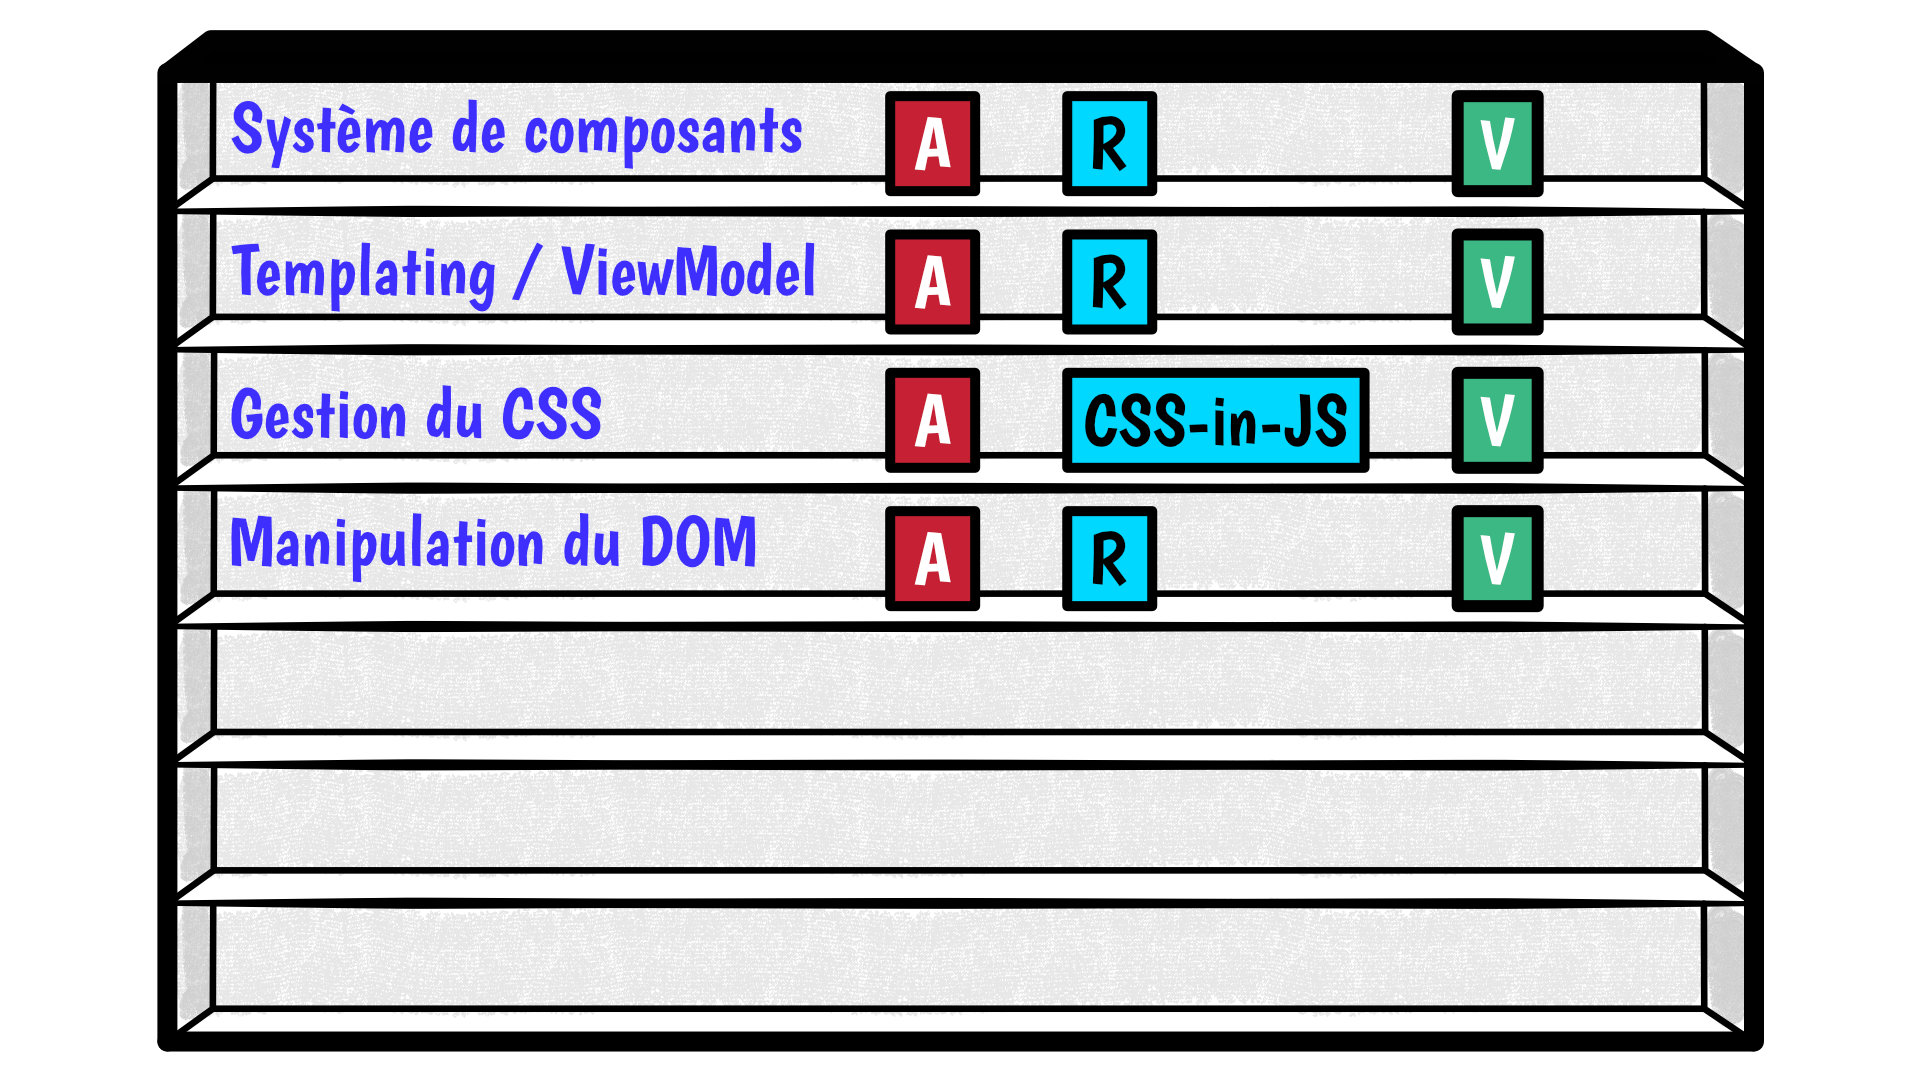 Système de composants A R V
Templating / ViewModel A R V
Gestion du CSS A CSS-in-JS V
Manipulation du DOM A R V